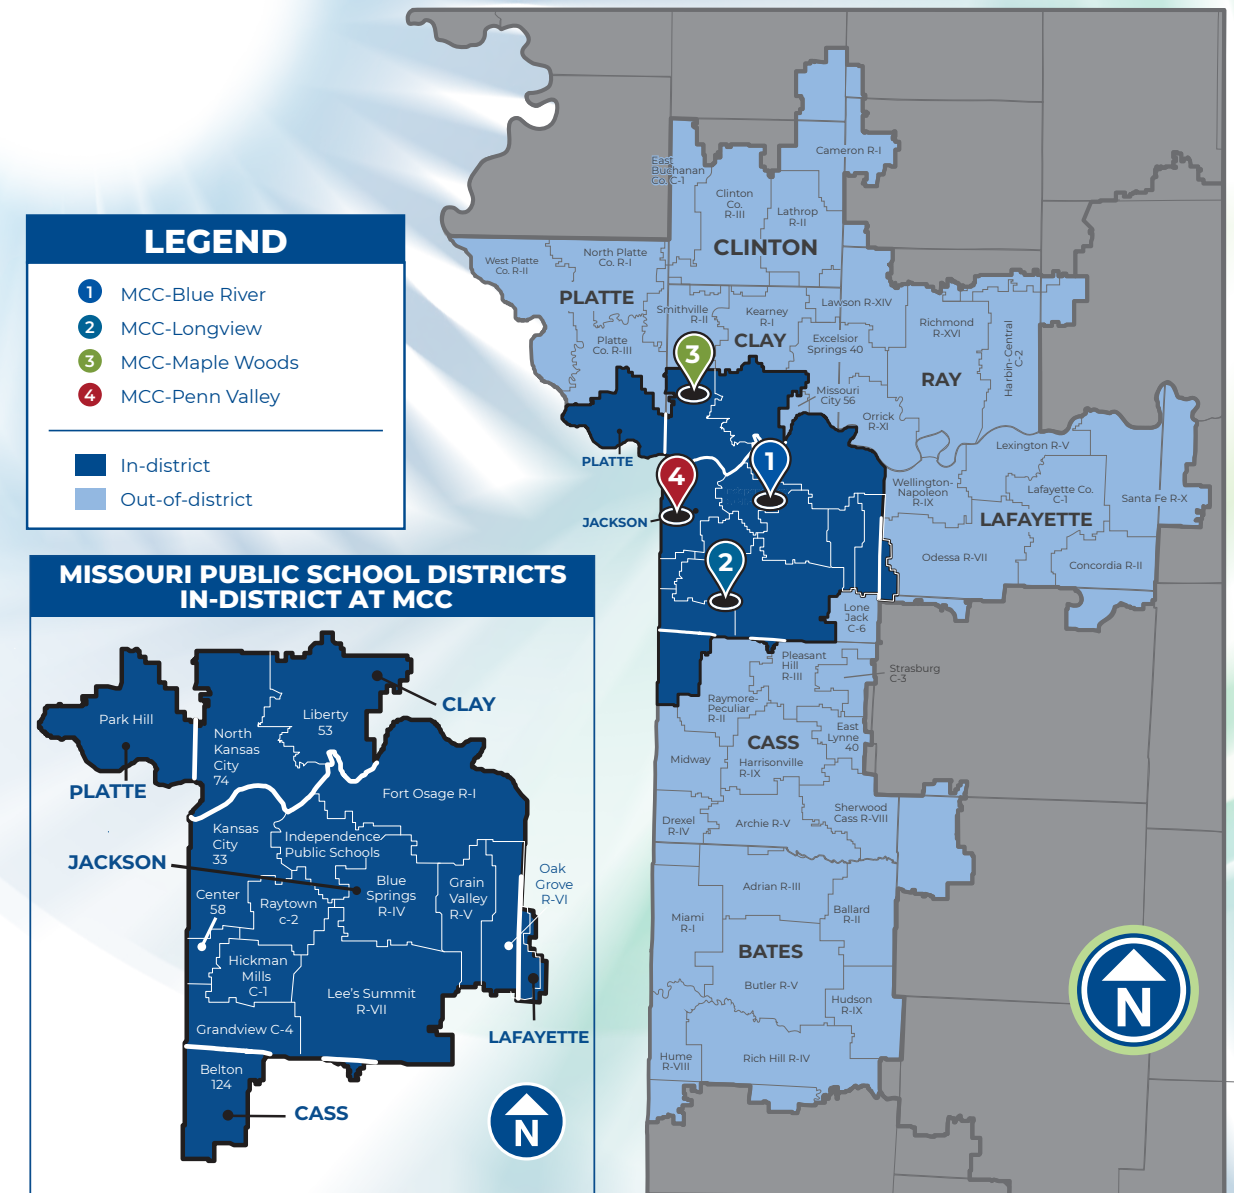 LEGEND
1 MCC-Blue River
2 MCC-Longview
3 MCC-Maple Woods
4 MCC-Penn Valley
In-district
Out-of-district
MISSOURI PUBLIC SCHOOL DISTRICTS
IN-DISTRICT AT MCC
Park Hill
PLATTE
North
Kansas
City
74
Liberty
53
CLAY
Fort Osage R-I
Kansas
City
33
Independence
Public Schools
JACKSON
Blue
Springs
R-IV
Grain
Valley
R-V
Oak
Grove
R-VI
Center
58
Raytown
c-2
Hickman
Mills
C-1
Lee's Summit
R-VII
Grandview C-4
LAFAYETTE
Belton
124
CASS
N
East
Buchanan
Co. C-1
Cameron R-I
Clinton
Co.
R-III
Lathrop
R-II
CLINTON
West Platte
Co. R-II
North Platte
Co. R-I
PLATTE
Platte
Co. R-III
Smithville
R-II
Kearney
R-I
CLAY
Lawson R-XIV
Excelsior
Springs 40
Richmond
R-XVI
Harbin-Central
C-2
RAY
Missouri
City 56
Orrick
R-XI
3
PLATTE
4
1
JACKSON
2
Lexington R-V
Wellington-
Napoleon
R-IX
Lafayette Co.
C-1
Santa Fe R-X
LAFAYETTE
Odessa R-VII
Concordia R-II
Lone
Jack
C-6
Pleasant
Hill
R-III
Strasburg
C-3
Raymore-
Peculiar
R-II
East
Lynne
40
CASS
Midway
Harrisonville
R-IX
Drexel
R-IV
Archie R-V
Sherwood
Cass R-VIII
Adrian R-III
Miami
R-I
Ballard
R-II
BATES
Butler R-V
Hudson
R-IX
Hume
R-VIII
Rich Hill R-IV
N